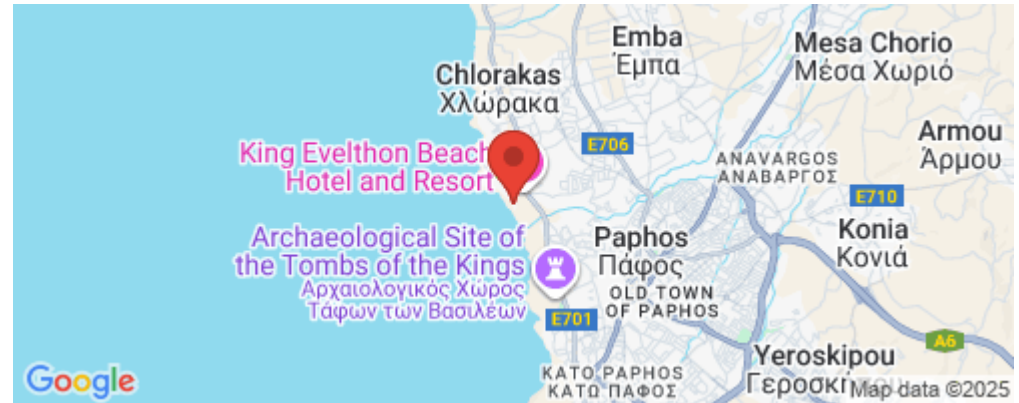 Emba
Έμπα
Mesa Chorio
Μέσα Χωριό
Chlorakas
Χλώρακα
Armou
Άρμου
E706
King Evelthon Beach
Hotel and Resort
ANAVARGOS
ΑΝΑΒΑΡΓΟΣ
E710
Konia
Κονιά
Archaeological Site of
the Tombs of the Kings
Αρχαιολογικός Χώρος
Τάφων των Βασιλέων
Paphos
Πάφος
OLD TOWN
OF PAPHOS
E701
A6
Yeroskipou
KATO PAPHOS
ΚΑΤΩ ΠΑΦΟΣ
Google
Map data ©2025